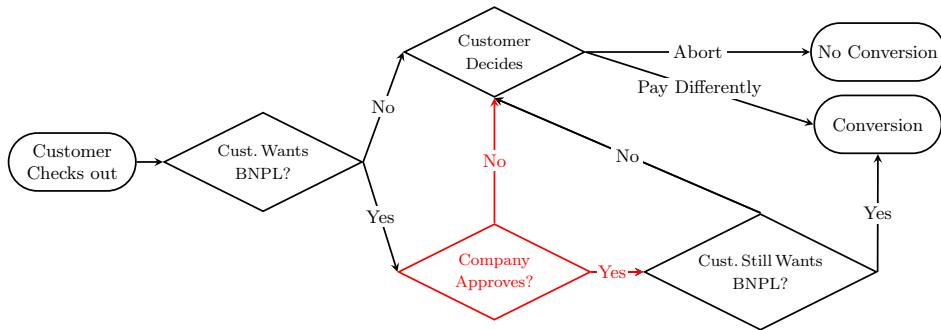 Customer
Decides
Abort
No Conversion
Pay Differently
Conversion
No
Customer
Checks out
Cust. Wants
BNPL?
No
No
Yes
Yes
Company
Approves?
Yes
Cust. Still Wants
BNPL?